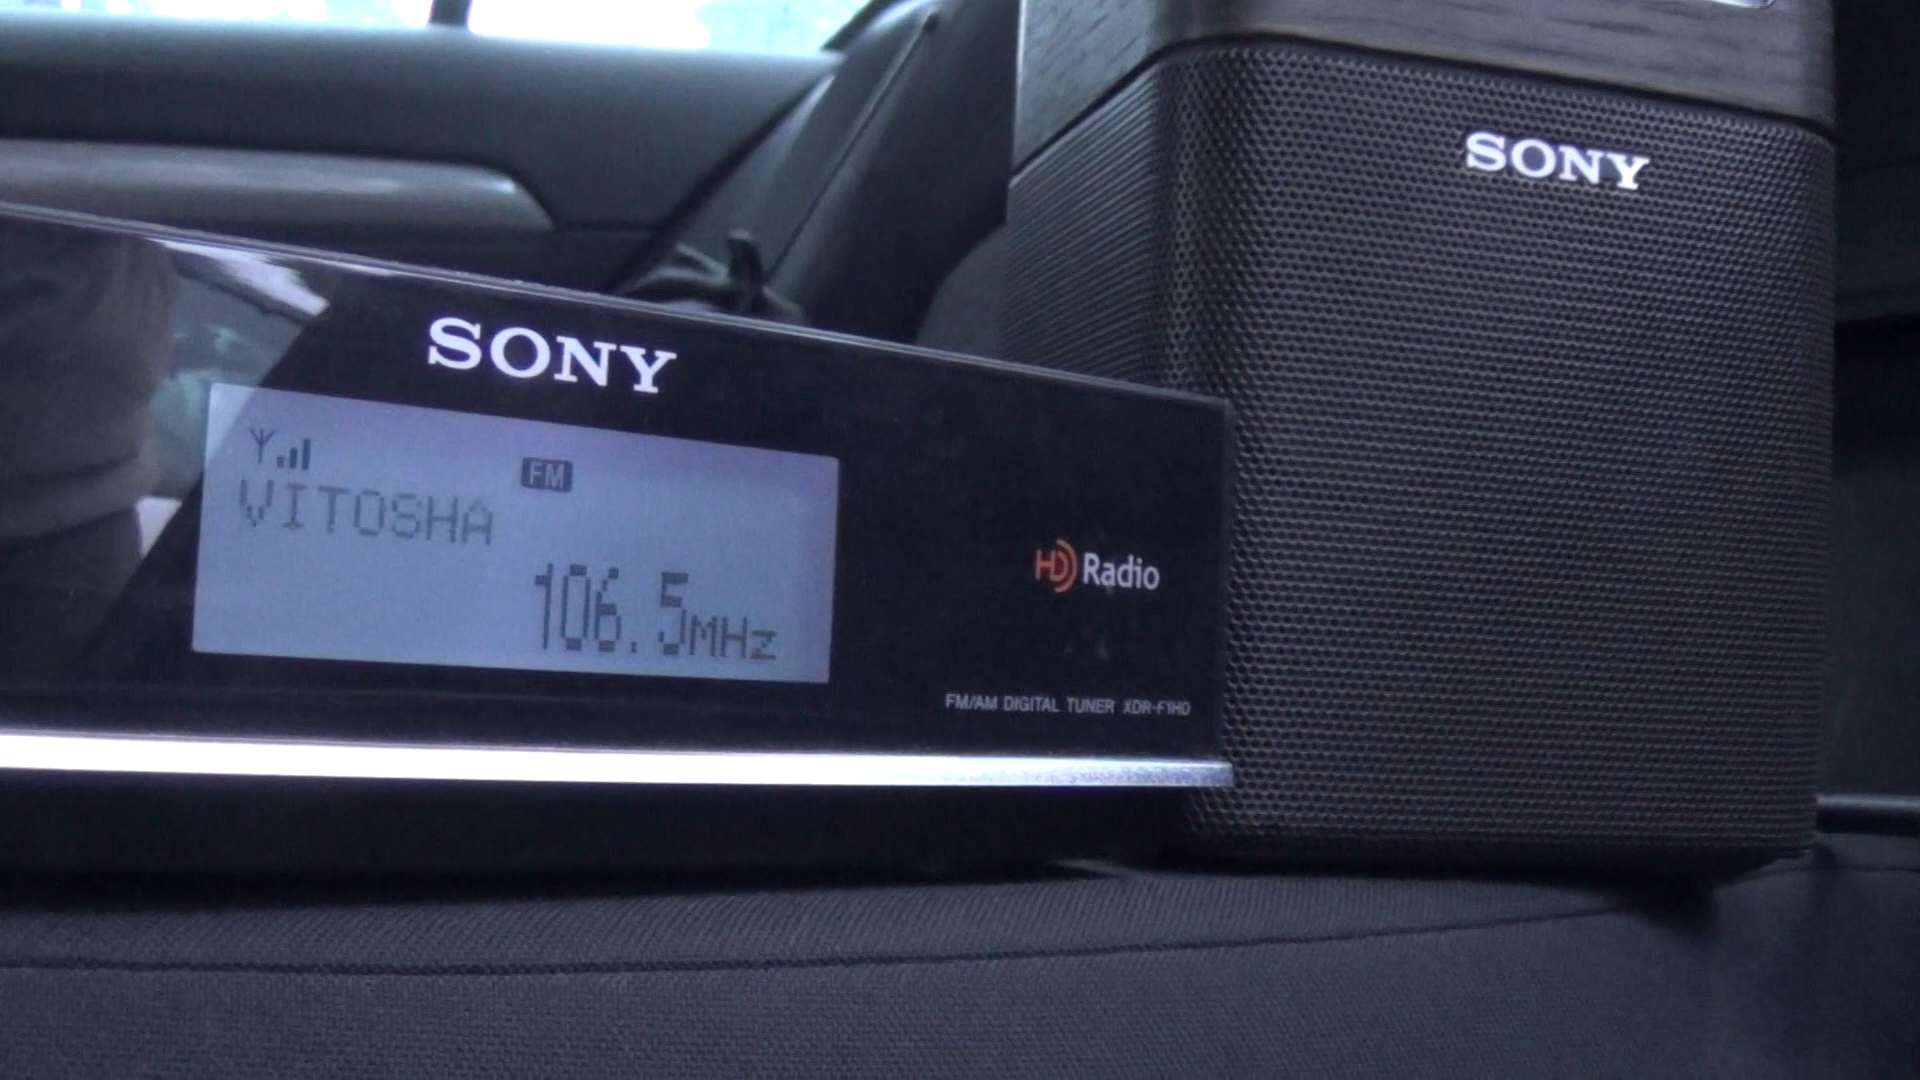 SONY
SONY
FM
VITOSHA
106.5MHz
HD Radio
FM/AM DIGITAL TUNER XDR-F1HD